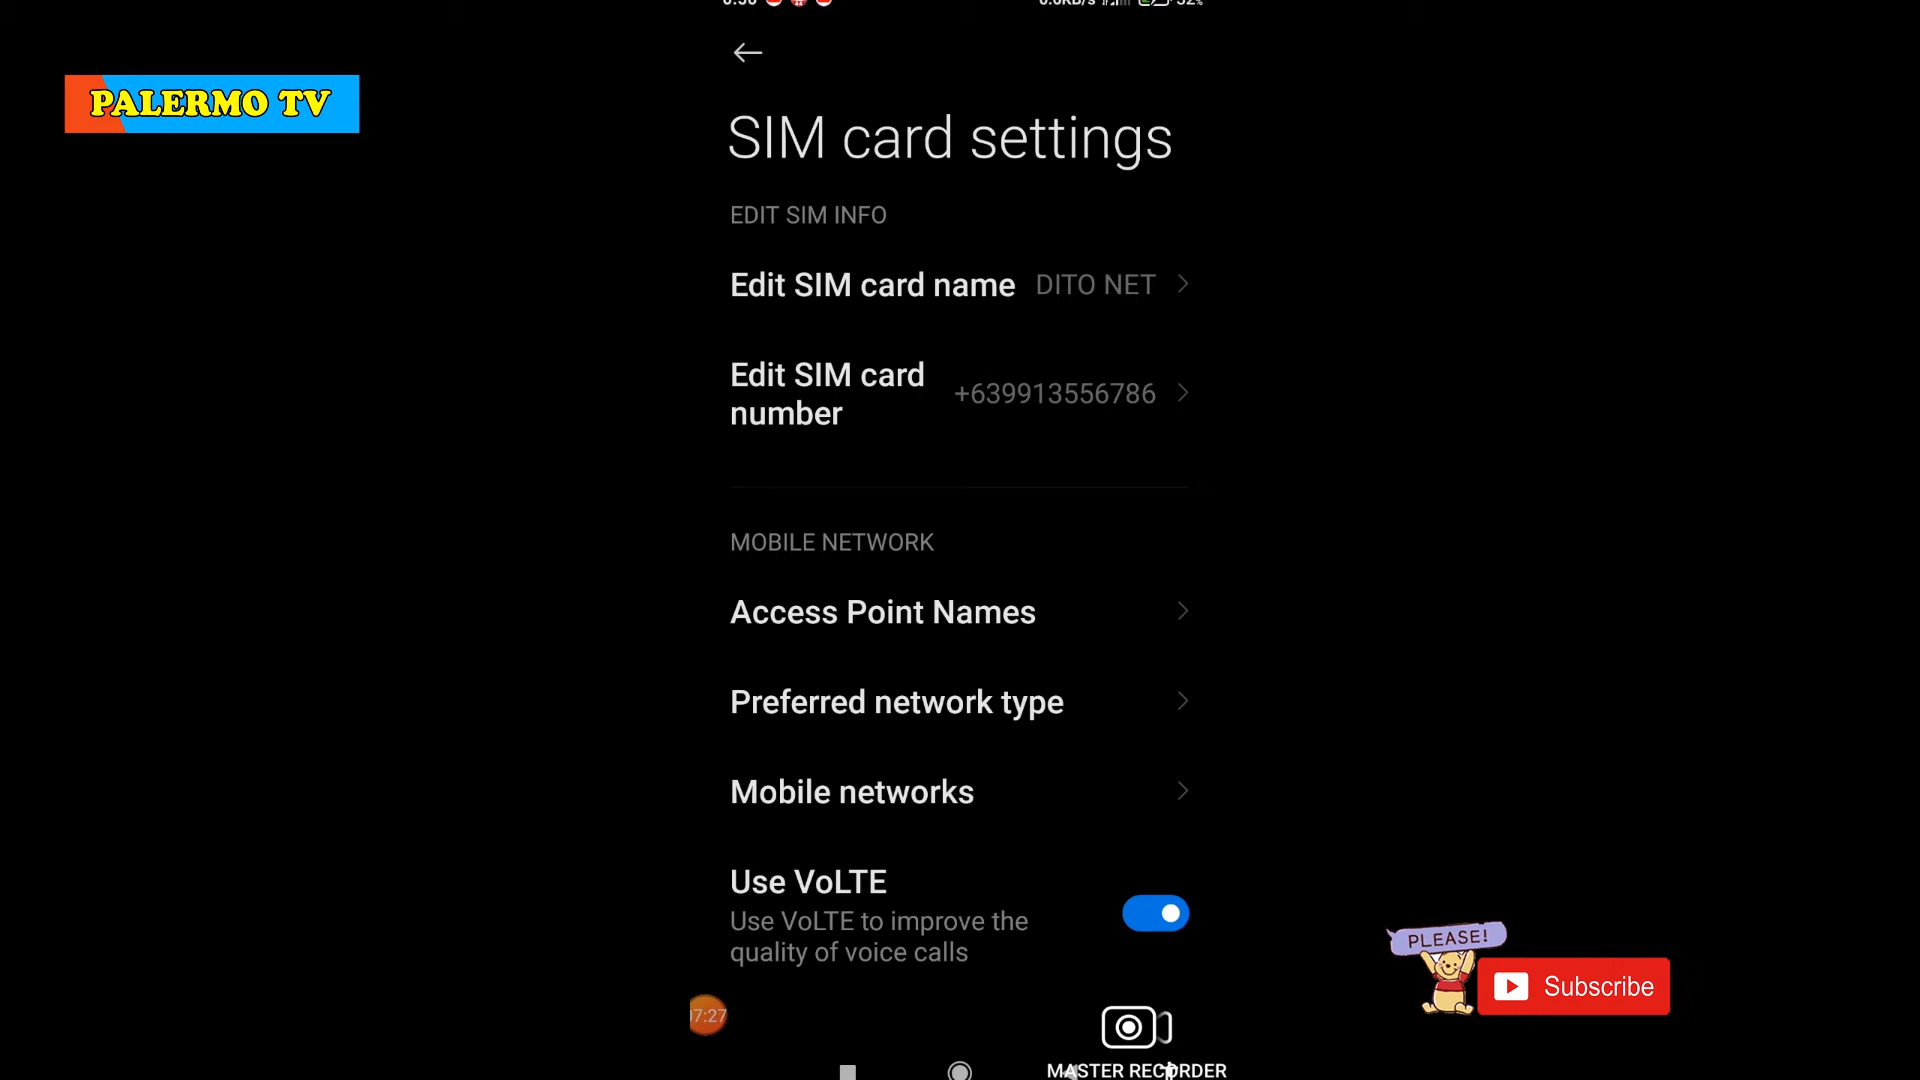 PALERMO TV
SIM card settings
EDIT SIM INFO
Edit SIM card name DITO NET
Edit SIM card
number
+639913556786
MOBILE NETWORK
Access Point Names
Preferred network type
Mobile networks
Use VoLTE
Use VoLTE to improve the
quality of voice calls
PLEASE!
Subscribe
7:27
MASTER RECORDER